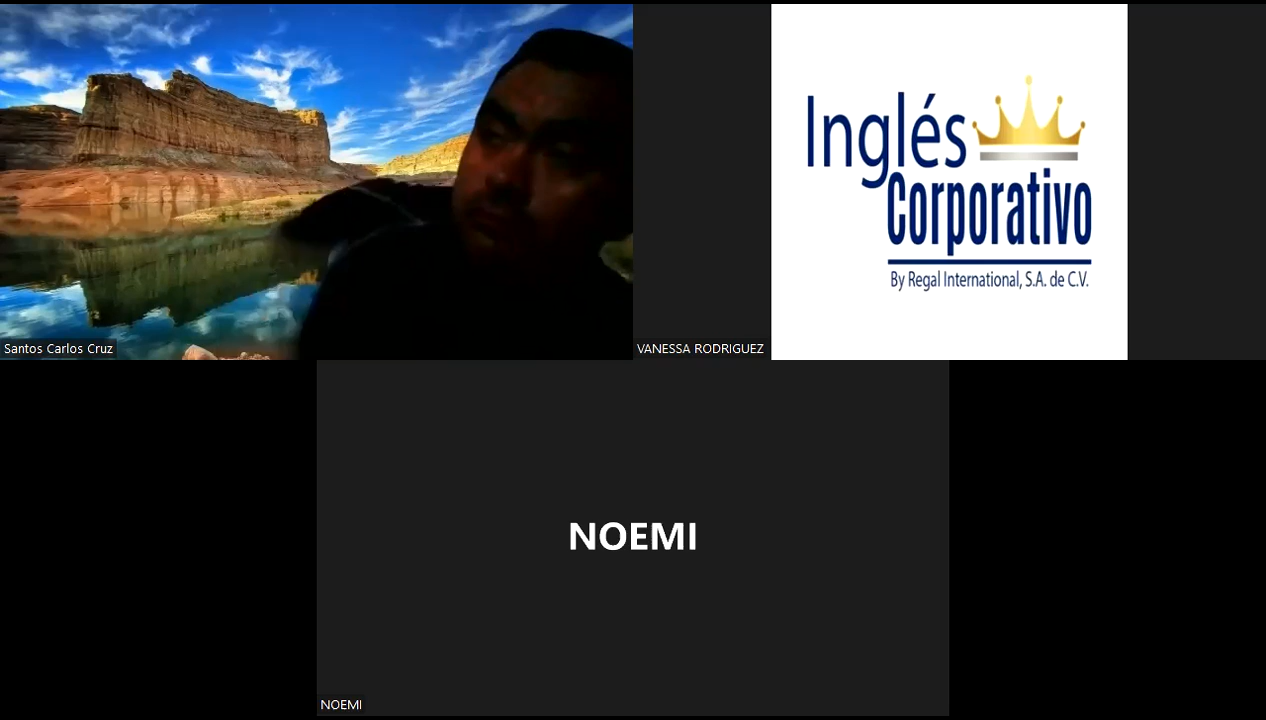 Inglés
Corporativo
By Regal International, S.A. de C.V.
Santos Carlos Cruz
VANESSA RODRIGUEZ
NOEMI
NOEMI